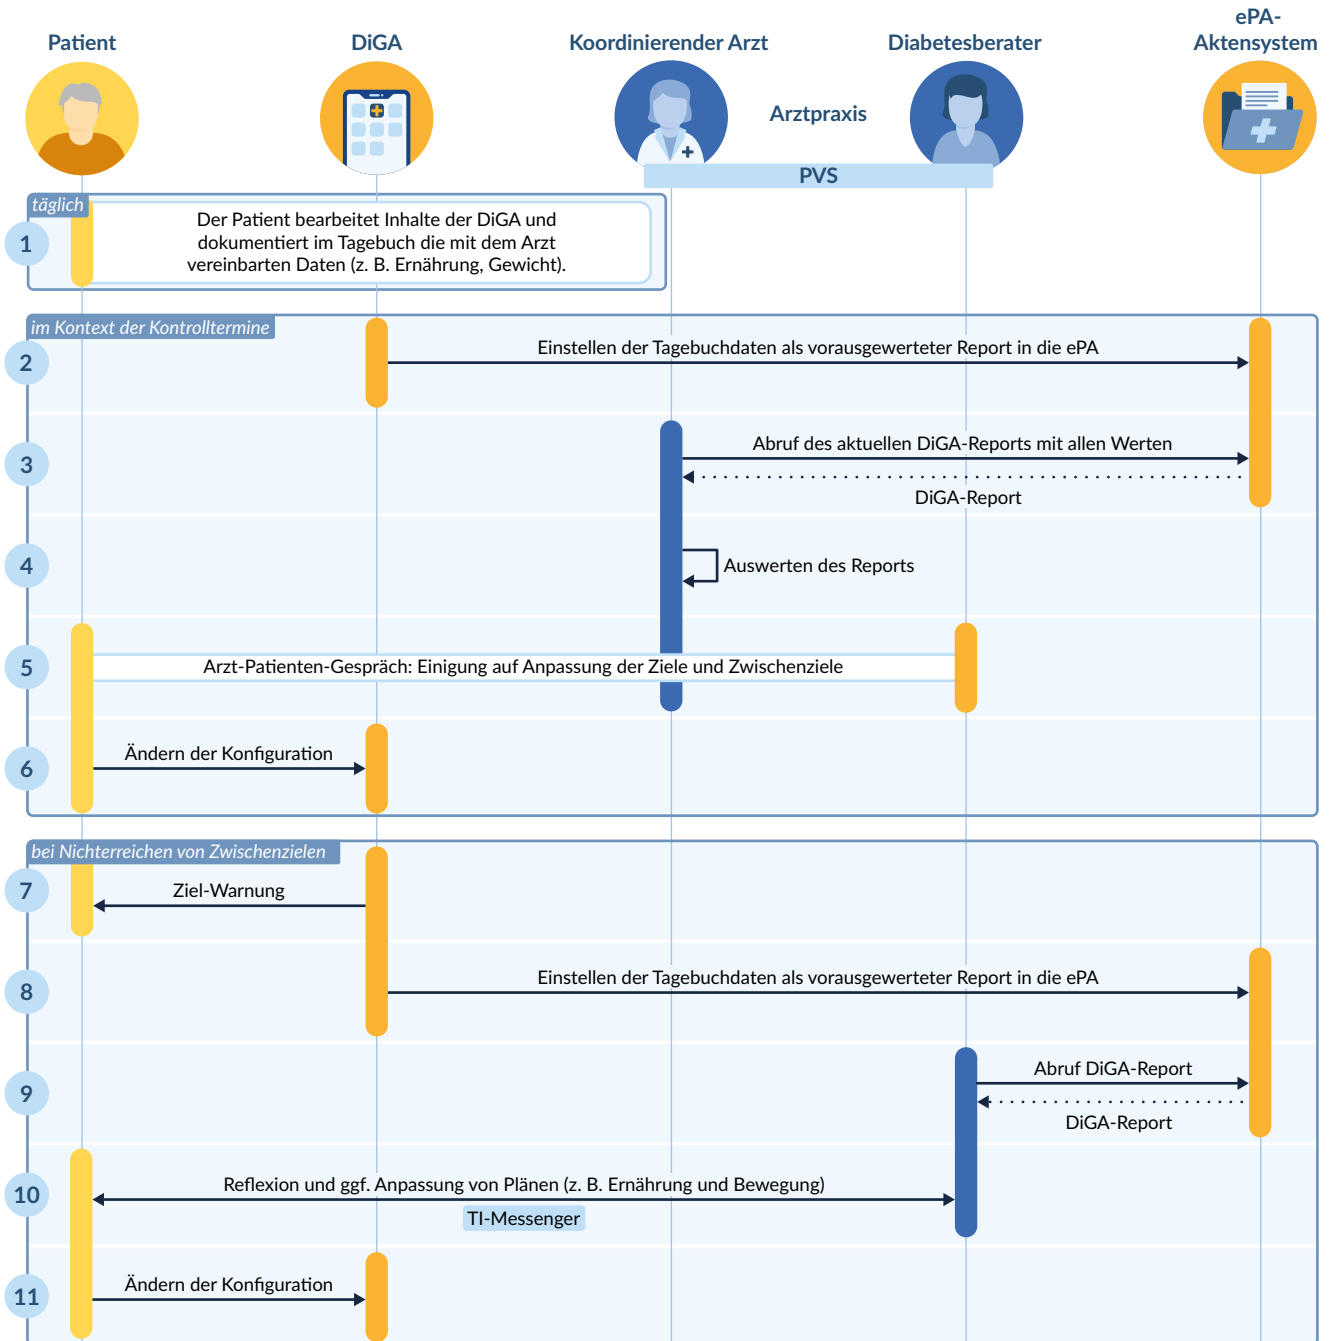 Patient
DiGA
Koordinierender Arzt
Diabetesberater
ePA-
Aktensystem
Arztpraxis
PVS
täglich
1
Der Patient bearbeitet Inhalte der DiGA und
dokumentiert im Tagebuch die mit dem Arzt
vereinbarten Daten (z. B. Ernährung, Gewicht).
im Kontext der Kontrolltermine
2
Einstellen der Tagebuchdaten als vorausgewerteter Report in die ePA
3
Abruf des aktuellen DiGA-Reports mit allen Werten
DiGA-Report
4
Auswerten des Reports
5
Arzt-Patienten-Gespräch: Einigung auf Anpassung der Ziele und Zwischenziele
6
Ändern der Konfiguration
bei Nichterreichen von Zwischenzielen
7
Ziel-Warnung
8
Einstellen der Tagebuchdaten als vorausgewerteter Report in die ePA
9
Abruf DiGA-Report
DiGA-Report
10
Reflexion und ggf. Anpassung von Plänen (z. B. Ernährung und Bewegung)
TI-Messenger
11
Ändern der Konfiguration